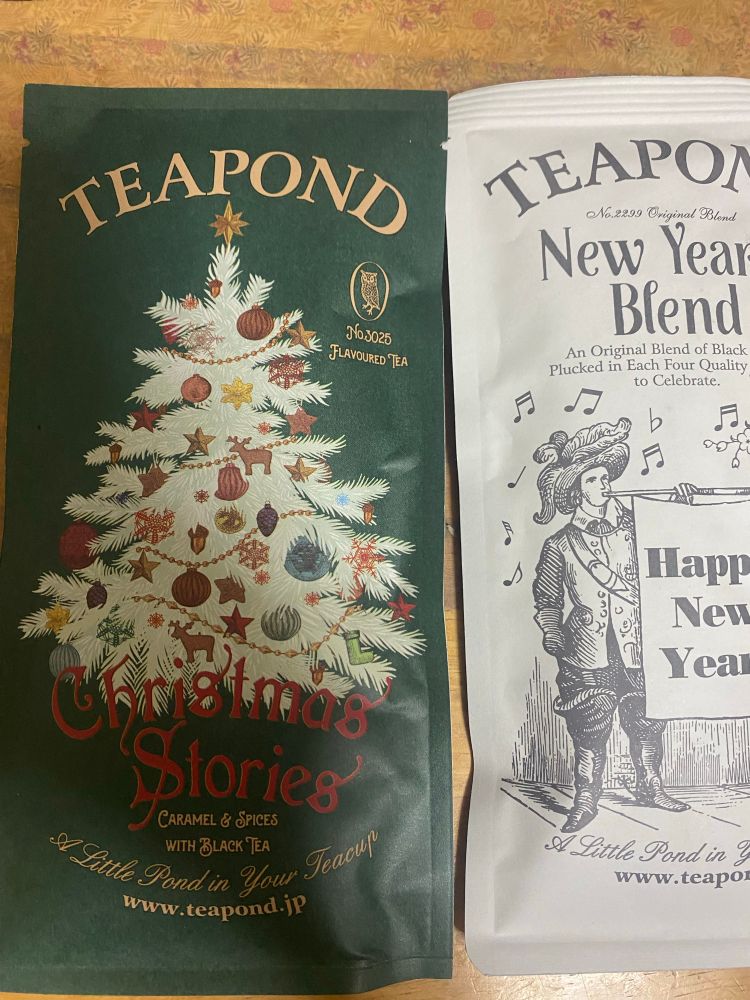 TEAPOND
No.3025
FLAVOURED TEA
Christmas
Stories
CARAMEL & SPICES
WITH BLACK TEA
A Little Pond in Your Teacup
www.teapond.jp
TEAPON
No.2299 Original Blend
New Year
Blend
An Original Blend of Black
Plucked in Each Four Quality
to Celebrate.
Happ
New
Year
A Little Pond in Y
www.teapon